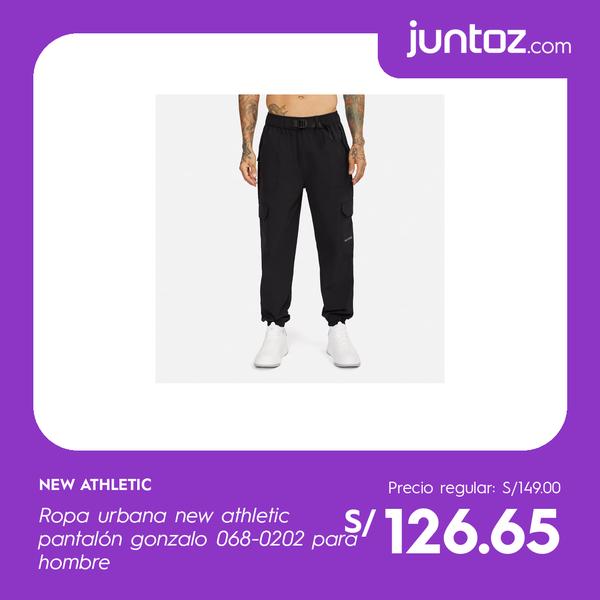 juntoz.com
NEW ATHLETIC
Ropa urbana new athletic
pantalón gonzalo 068-0202 para
hombre
Precio regular: S/149.00
S/126.65